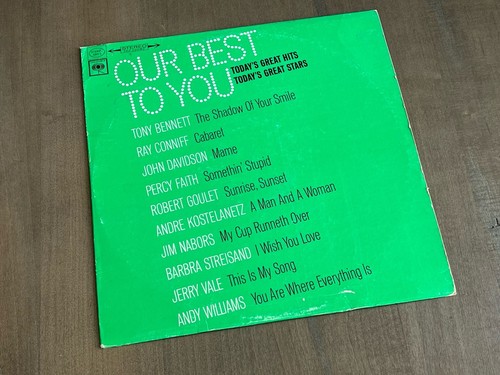 STEREO
OUR BEST
TO YOU
TODAY'S GREAT HITS
TODAY'S GREAT STARS
TONY BENNETT The Shadow Of Your Smile
RAY CONNIFF Cabaret
JOHN DAVIDSON Mame
PERCY FAITH Somethin' Stupid
ROBERT GOULET Sunrise, Sunset
ANDRE KOSTELANETZ A Man And A Woman
JIM NABORS My Cup Runneth Over
BARBRA STREISAND I Wish You Love
JERRY VALE This Is My Song
ANDY WILLIAMS You Are Where Everything Is